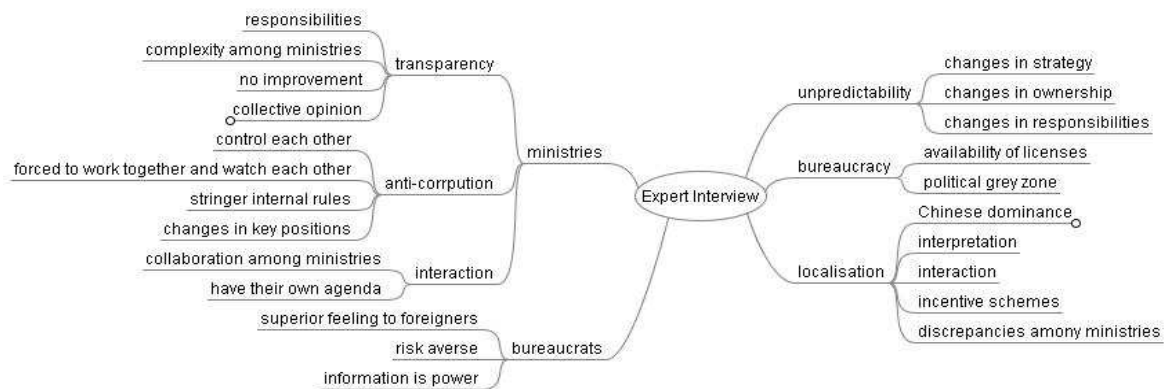 Expert Interview
ministries
transparency
responsibilities
complexity among ministries
no improvement
collective opinion
anti-corrpution
control each other
forced to work together and watch each other
stringer internal rules
changes in key positions
interaction
collaboration among ministries
have their own agenda
bureaucrats
superior feeling to foreigners
risk averse
information is power
unpredictability
changes in strategy
changes in ownership
changes in responsibilities
bureaucracy
availability of licenses
political grey zone
localisation
Chinese dominance
interpretation
interaction
incentive schemes
discrepancies amony ministries